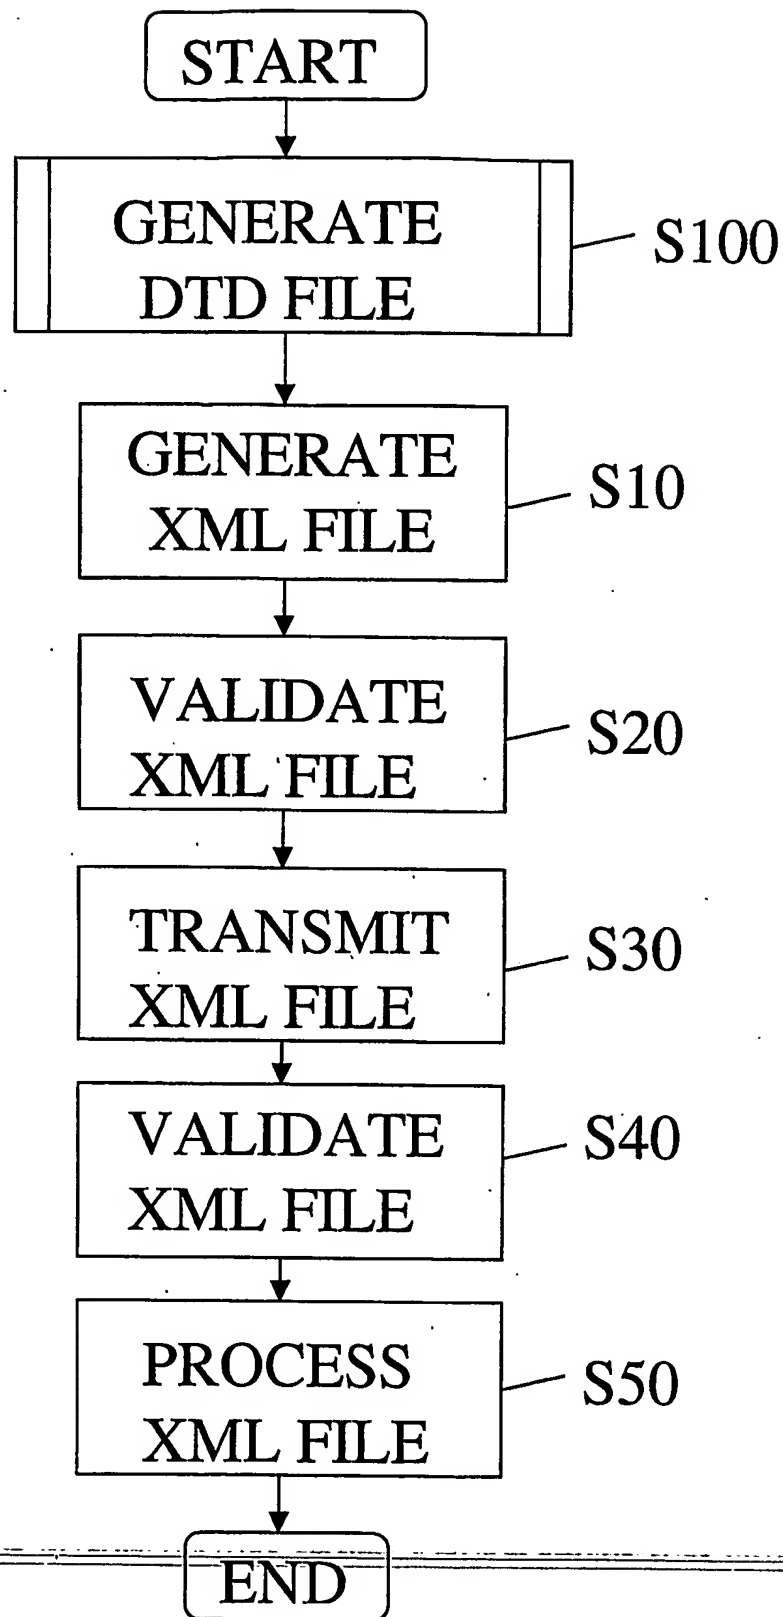 START
GENERATE
DTD FILE
S100
GENERATE
XML FILE
S10
VALIDATE
XML FILE
S20
TRANSMIT
XML FILE
S30
VALIDATE
XML FILE
S40
PROCESS
XML FILE
S50
END